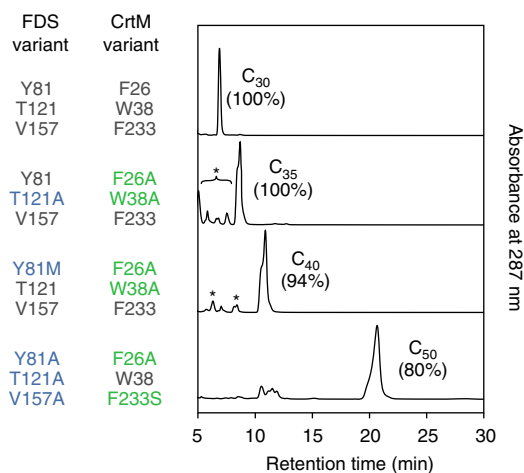 FDS CrtM
variant variant
Y81 F26
T121 W38
V157 F233
C30
(100%)
Y81 F26A
T121A W38A
V157 F233
*
C35
(100%)
Y81M F26A
T121 W38A
V157 F233
* *
C40
(94%)
Y81A F26A
T121A W38
V157A F233S
C50
(80%)
5 10 15 20 25 30
Retention time (min)
Absorbance at 287 nm